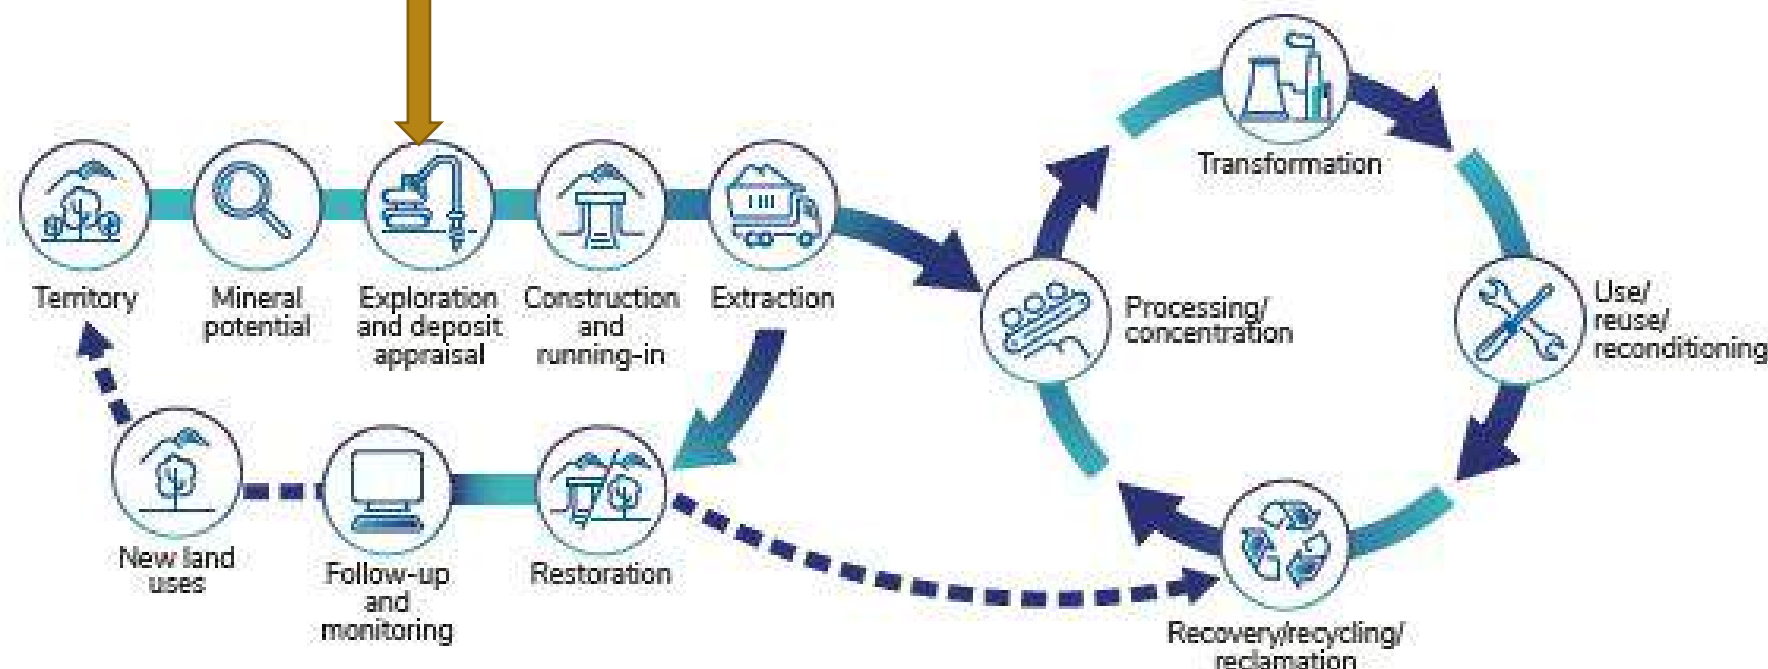 Transformation
Territory
Mineral
potential
Exploration
and deposit
appraisal
Construction
and
running-in
Extraction
Processing/
concentration
Use/
reuse/
reconditioning
New land
uses
Follow-up
and
monitoring
Restoration
Recovery/recycling/
reclamation